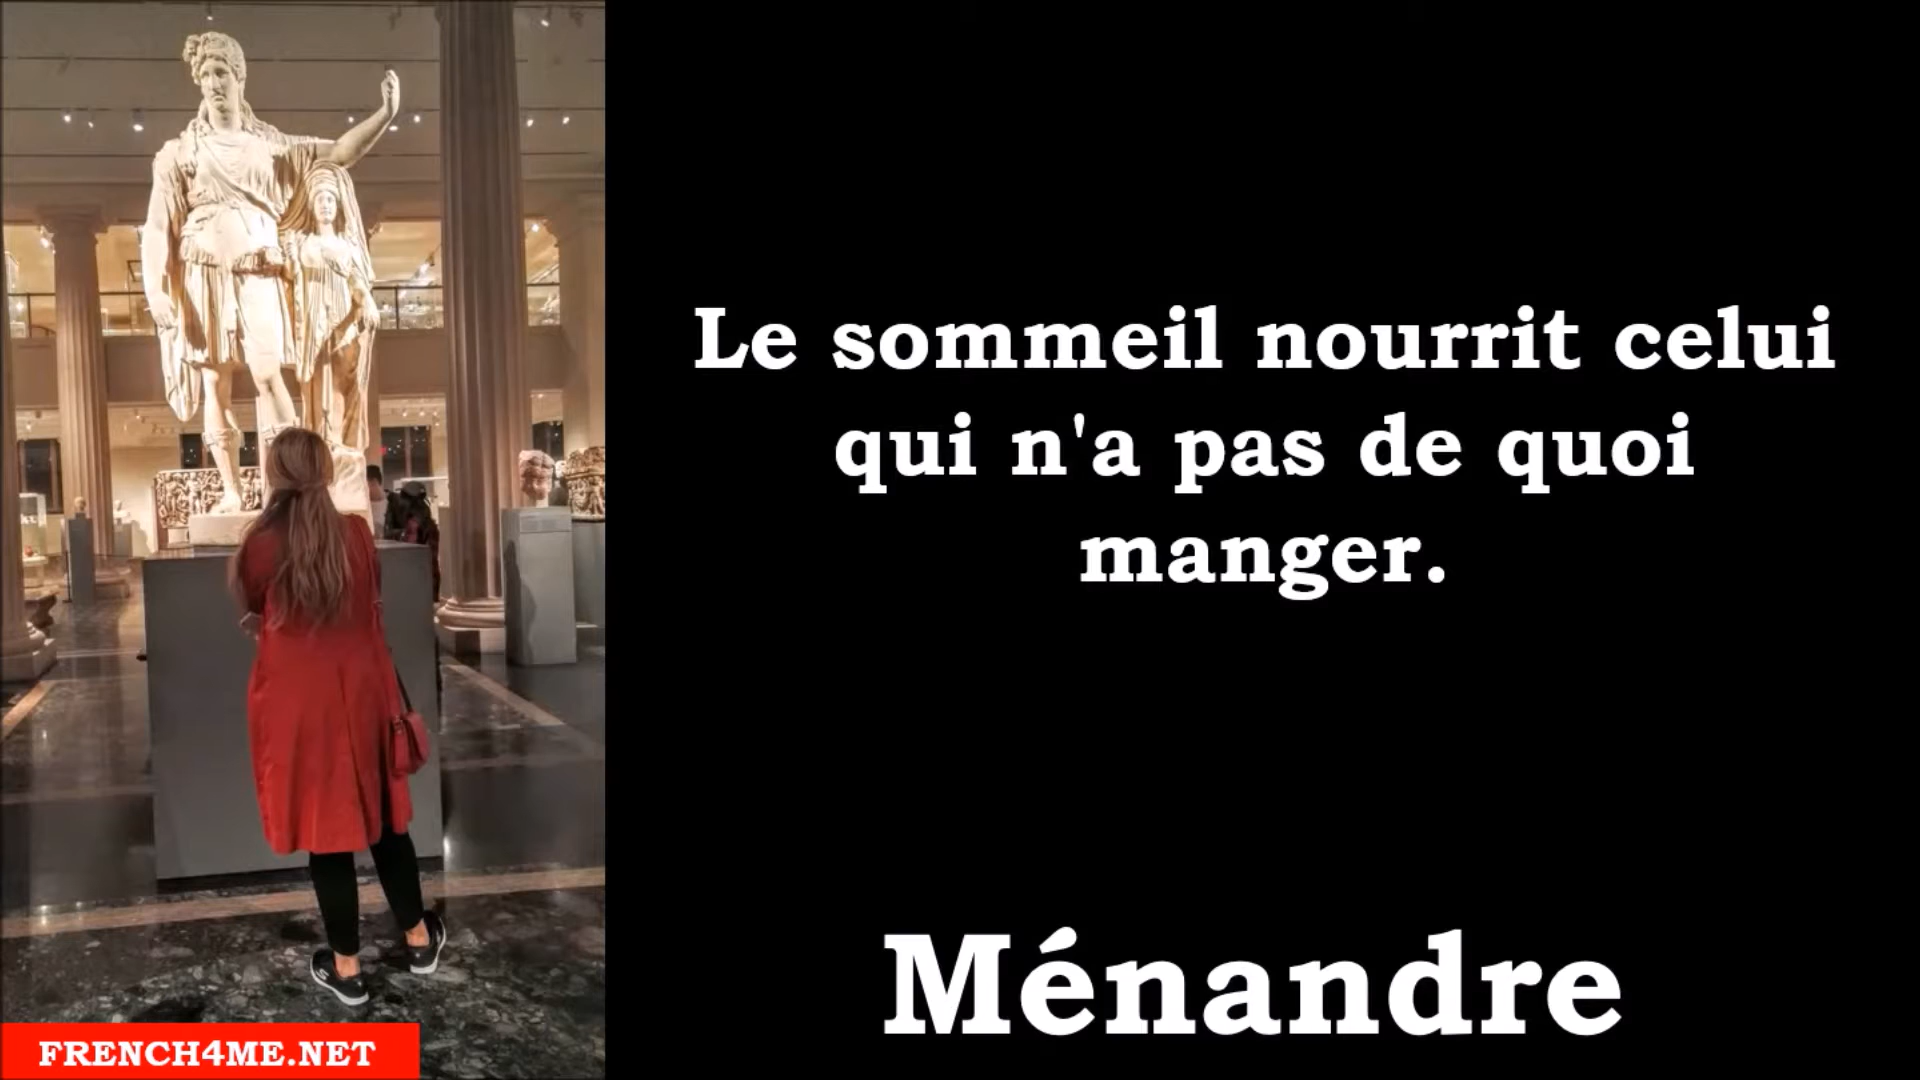 Le sommeil nourrit celui
qui n'a pas de quoi
manger.
Ménandre
FRENCH4ME.NET